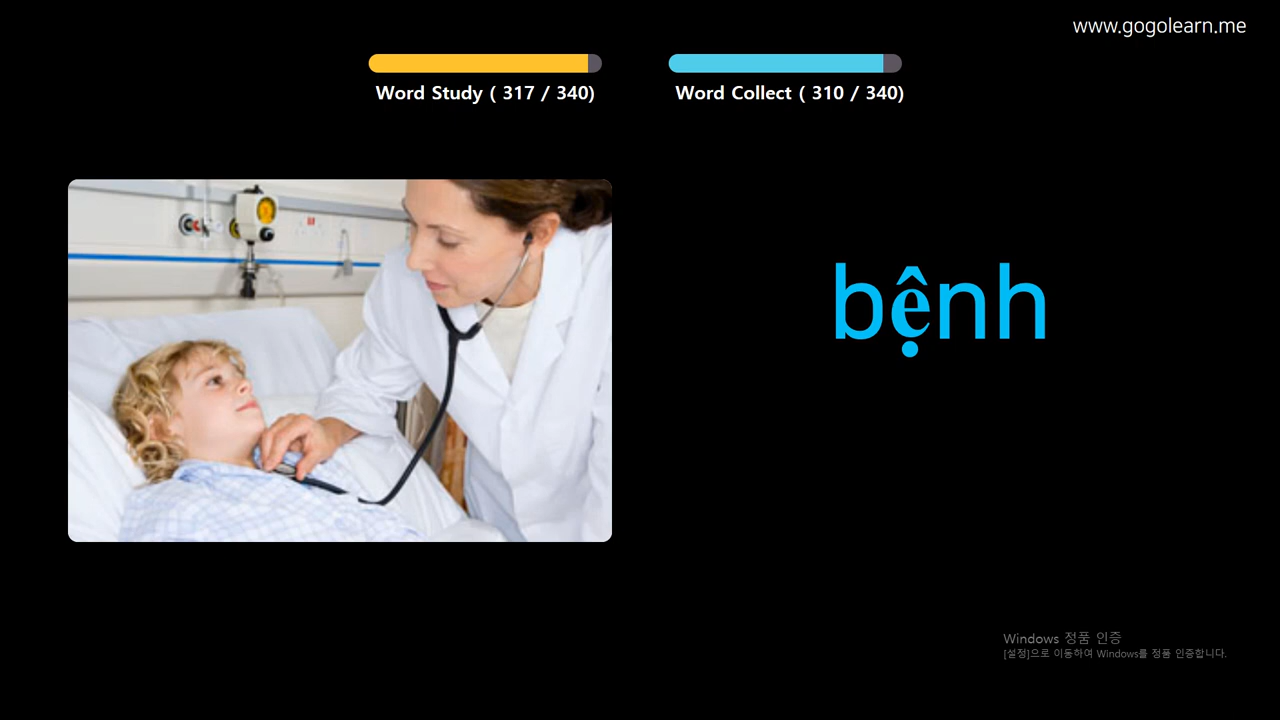 www.gogolearn.me
Word Study ( 317 / 340)
Word Collect ( 310 / 340)
bệnh
Windows 정품 인증
[설정]으로 이동하여 Windows를 정품 인증합니다.